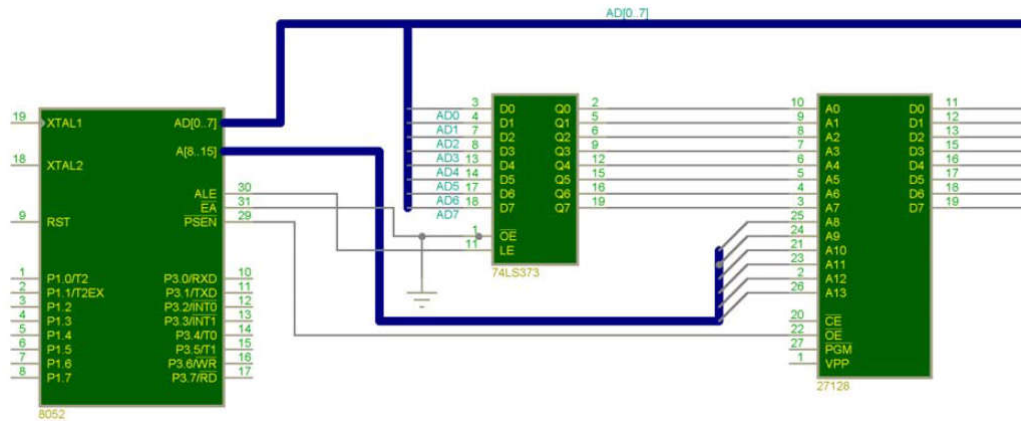 AD[0..7]
19 XTAL1 AD[0..7]
A[8..15]
18 XTAL2
ALE 30
EA 31
9 RST PSEN 29
1 P1.0/T2 P3.0/RXD 10
2 P1.1/T2EX P3.1/TXD 11
3 P1.2 P3.2/INT0 12
4 P1.3 P3.3/INT1 13
5 P1.4 P3.4/T0 14
6 P1.5 P3.5/T1 15
7 P1.6 P3.6/WR 16
8 P1.7 P3.7/RD 17
8052
3 D0 Q0 2
AD0 4 D1 Q1 5
AD1 7 D2 Q2 6
AD2 8 D3 Q3 9
AD3 13 D4 Q4 12
AD4 14 D5 Q5 15
AD5 17 D6 Q6 16
AD6 18 D7 Q7 19
AD7
1 OE
11 LE
74LS373
10 A0 D0 11
9 A1 D1 12
8 A2 D2 13
7 A3 D3 15
6 A4 D4 16
5 A5 D5 17
4 A6 D6 18
3 A7 D7 19
25 A8
24 A9
21 A10
23 A11
2 A12
26 A13
20 CE
22 OE
27 PGM
1 VPP
27128